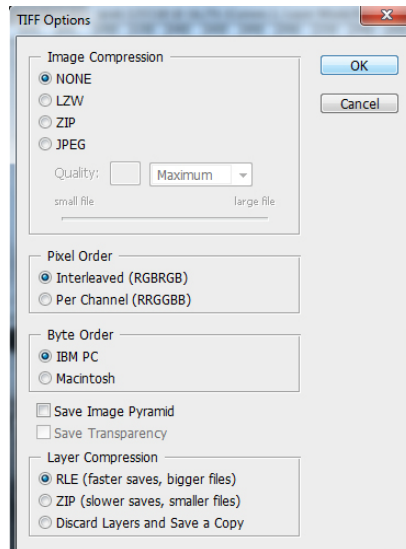 TIFF Options
Image Compression
NONE
LZW
ZIP
JPEG
Quality:
Maximum
small file
large file
OK
Cancel
Pixel Order
Interleaved (RGBRGB)
Per Channel (RRGGBB)
Byte Order
IBM PC
Macintosh
Save Image Pyramid
Save Transparency
Layer Compression
RLE (faster saves, bigger files)
ZIP (slower saves, smaller files)
Discard Layers and Save a Copy